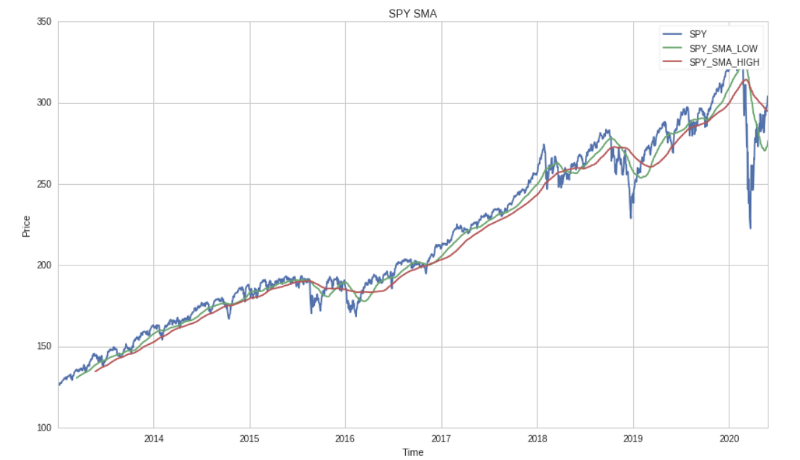 SPY SMA
350
300
250
200
150
100
Price
SPY
SPY_SMA_LOW
SPY_SMA_HIGH
2014
2015
2016
2017
2018
2019
2020
Time